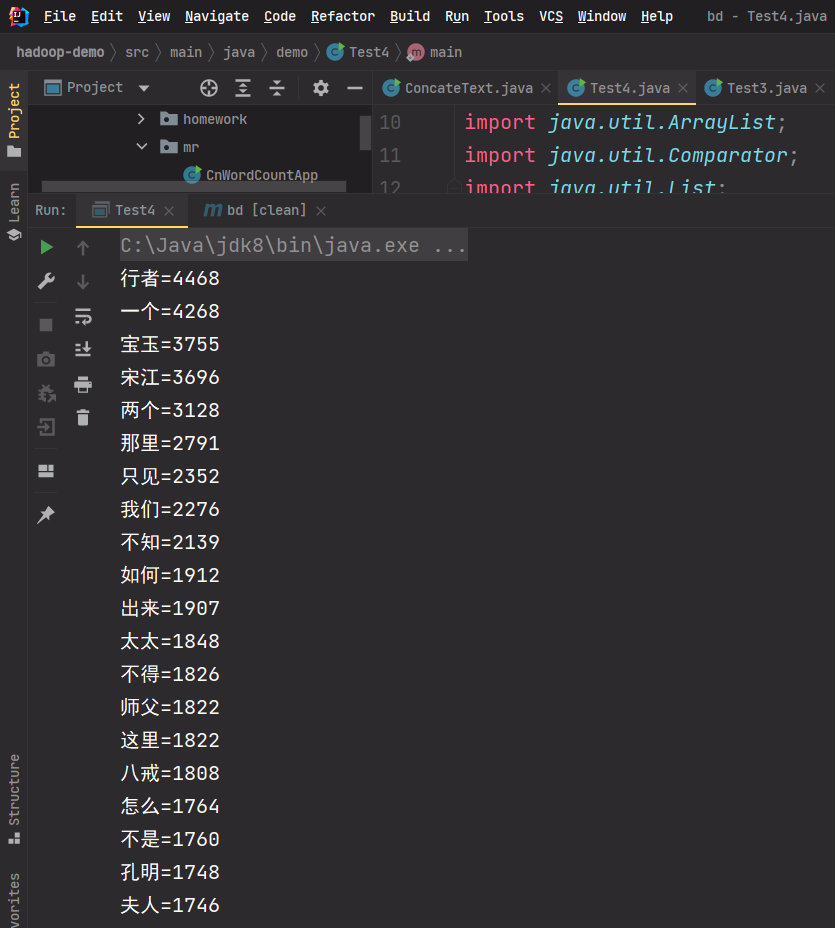 File Edit View Navigate Code Refactor Build Run Tools VCS Window Help bd - Test4.java
hadoop-demo src main java demo Test4 main
Project
ConcateText.java Test4.java Test3.java
homework
mr
CnWordCountApp
10 import java.util.ArrayList;
11 import java.util.Comparator;
12 import java.util.List;
Project
Learn
Structure
Run: Test4 bd [clean]
C:\Java\jdk8\bin\java.exe ...
行者=4468
一个=4268
宝玉=3755
宋江=3696
两个=3128
那里=2791
只见=2352
我们=2276
不知=2139
如何=1912
出来=1907
太太=1848
不得=1826
师父=1822
这里=1822
八戒=1808
怎么=1764
不是=1760
孔明=1748
夫人=1746